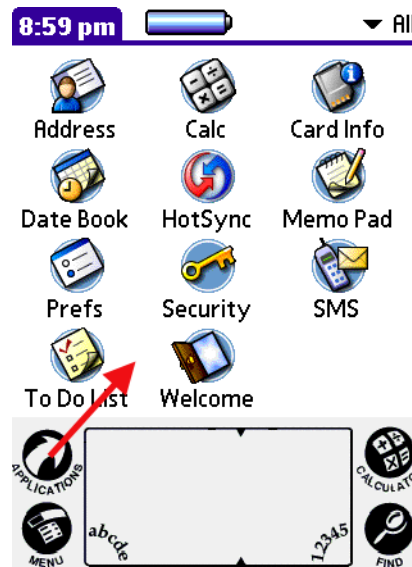 8:59 pm All
Address Calc Card Info
Date Book HotSync Memo Pad
Prefs Security SMS
To Do List Welcome
APPLICATIONS CALCULATO
abcde 12345
MENU FIND